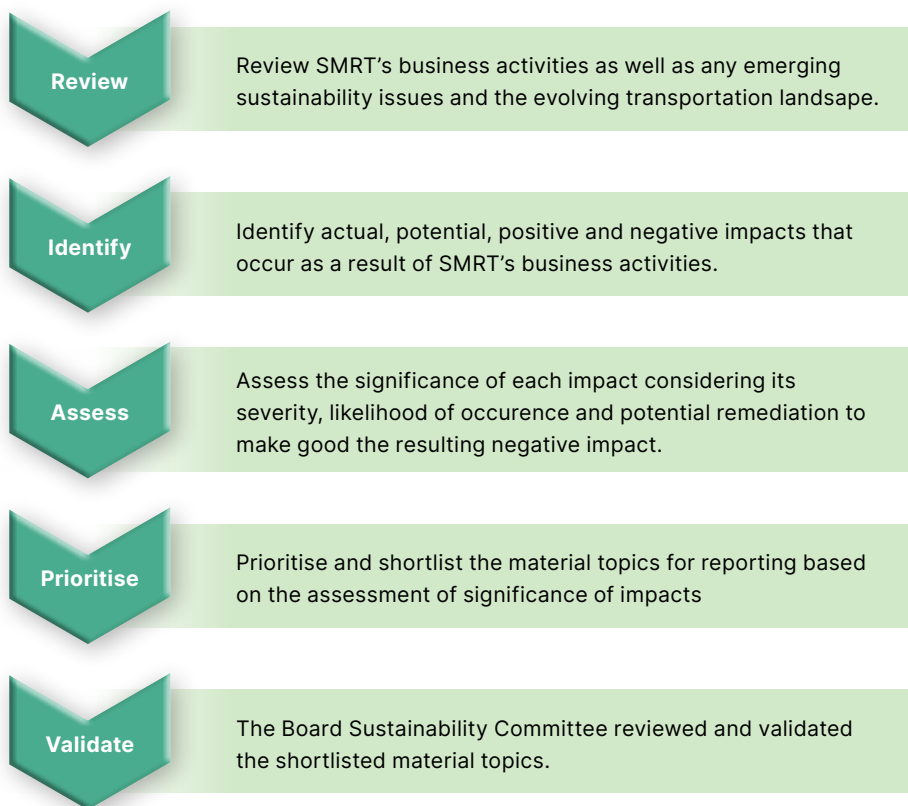 Review
Review SMRT’s business activities as well as any emerging
sustainability issues and the evolving transportation landsape.
Identify
Identify actual, potential, positive and negative impacts that
occur as a result of SMRT’s business activities.
Assess
Assess the significance of each impact considering its
severity, likelihood of occurence and potential remediation to
make good the resulting negative impact.
Prioritise
Prioritise and shortlist the material topics for reporting based
on the assessment of significance of impacts
Validate
The Board Sustainability Committee reviewed and validated
the shortlisted material topics.